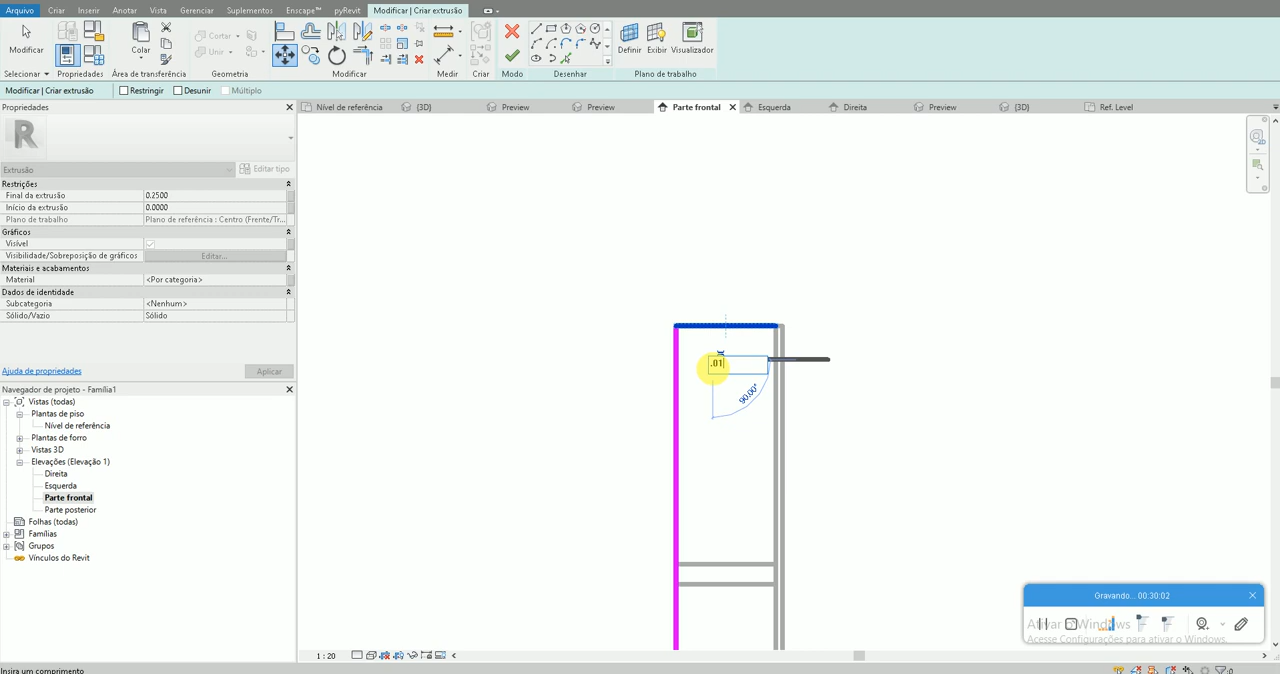 Arquivo Criar Inserir Anotar Vista Gerenciar Suplementos Enscape™ pyRevit Modificar | Criar extrusão
Modificar Colar Cortar Unir Definir Exibir Visualizador
Selecionar Propriedades Área de transferência Geometria Modificar Medir Criar Modo Desenhar Plano de trabalho
Modificar | Criar extrusão Restringir Desunir Múltiplo
Propriedades
Nível de referência {3D} Preview Preview Parte frontal Esquerda Direita Preview {3D} Ref. Level
R
Extrusão Editar tipo
Restrições
Final da extrusão 0.2500
Início da extrusão 0.0000
Plano de trabalho Plano de referência : Centro (Frente/Tr...
Gráficos
Visível
Visibilidade/Sobreposição de gráficos Editar...
Materiais e acabamentos
Material <Por categoria>
Dados de identidade
Subcategoria <Nenhum>
Sólido/Vazio Sólido
Ajuda de propriedades Aplicar
Navegador de projeto - Família1
Vistas (todas)
Plantas de piso
Nível de referência
Plantas de forro
Vistas 3D
Elevações (Elevação 1)
Direita
Esquerda
Parte frontal
Parte posterior
Folhas (todas)
Famílias
Grupos
Vínculos do Revit
.01
90.00°
2D
Gravando... 00:30:02
Ativar o Windows
Acesse Configurações para ativar o Windows.
1 : 20
Insira um comprimento
:0